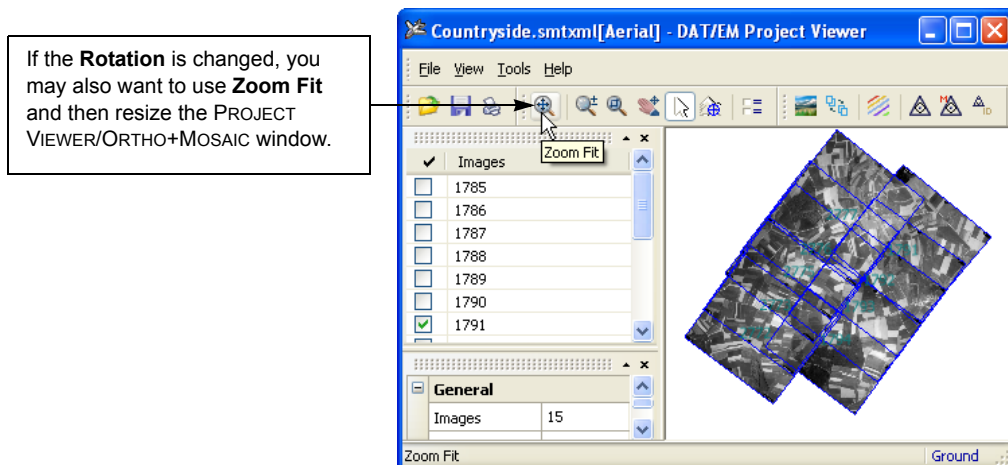 If the Rotation is changed, you
may also want to use Zoom Fit
and then resize the PROJECT
VIEWER/ORTHO+MOSAIC window.
Countryside.smtxml[Aerial] - DAT/EM Project Viewer
File View Tools Help
Zoom Fit
Images
1785
1786
1787
1788
1789
1790
1791
General
Images 15
Zoom Fit Ground